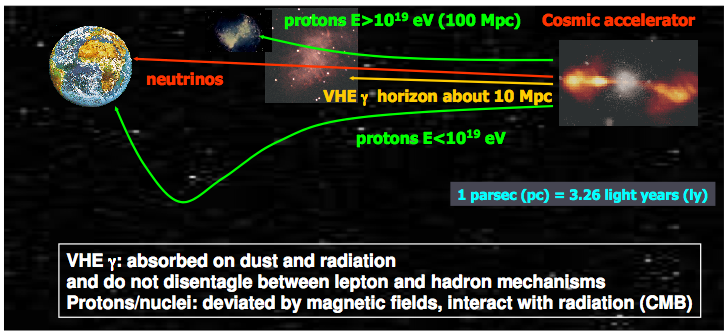 protons E>10¹⁹ eV (100 Mpc)
Cosmic accelerator
neutrinos
VHE γ horizon about 10 Mpc
protons E<10¹⁹ eV
1 parsec (pc) = 3.26 light years (ly)
VHE γ: absorbed on dust and radiation
and do not disentagle between lepton and hadron mechanisms
Protons/nuclei: deviated by magnetic fields, interact with radiation (CMB)